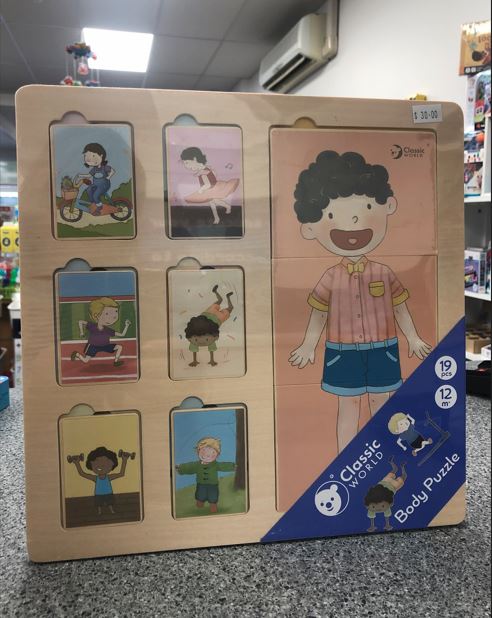 $ 30.00
Classic
WORLD
19
pcs
12
m⁺
Classic
WORLD
Body Puzzle